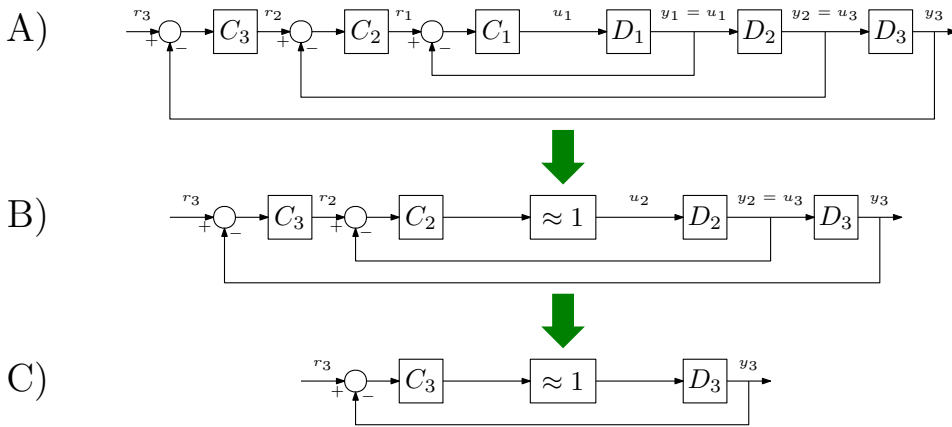 A) r₃ + − C₃ r₂ + − C₂ r₁ + − C₁ u₁ D₁ y₁ = u₁ D₂ y₂ = u₃ D₃ y₃
B) r₃ + − C₃ r₂ + − C₂ ≈ 1 u₂ D₂ y₂ = u₃ D₃ y₃
C) r₃ + − C₃ ≈ 1 D₃ y₃